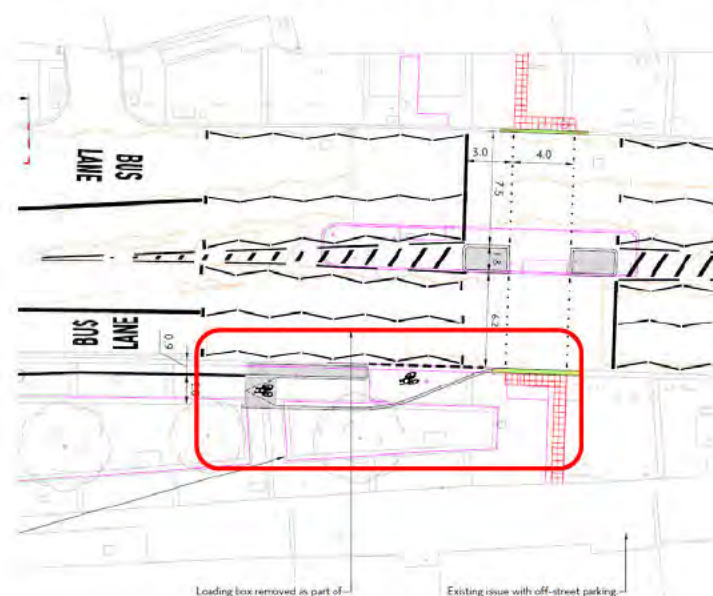 BUS
LANE
3.0
4.0
7.5
1.8
6.2
BUS
LANE
0.9
Loading box removed as part of
Existing issue with off-street parking